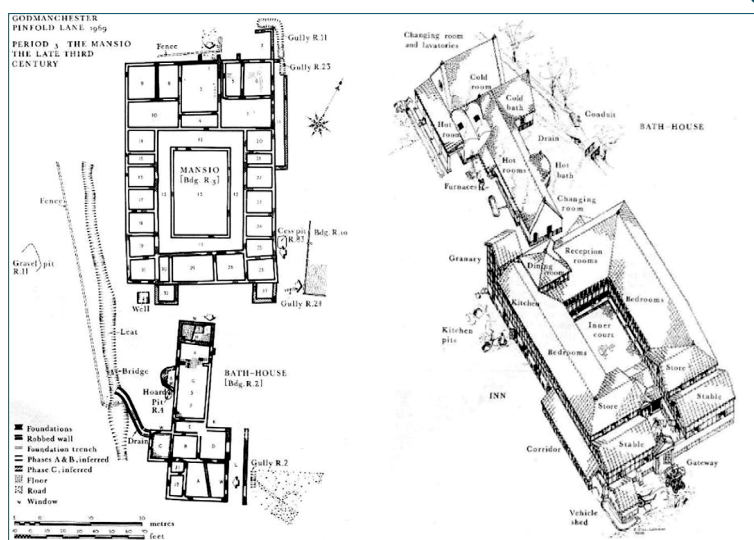 GODMANCHESTER
PINFOLD LANE 1969
PERIOD 3 THE MANSIO
THE LATE THIRD
CENTURY
Fence
Gully R.11
Gully R.23
MANSIO
[Bdg. R.3]
Fence
Gravel pit
R.11
Cess pit
R.83
Bdg. R.10
Gully R.24
Well
Leat
Bridge
BATH-HOUSE
[Bdg. R.2]
Hoard
Pit
R.4
Drain
Gully R.2
Foundations
Robbed wall
Foundation trench
Phases A & B, inferred
Phase C, inferred
Floor
Road
w Window
metres
feet
Changing room
and lavatories
Cold
room
Cold
bath
Conduit
BATH-HOUSE
Hot
room
Drain
Hot
rooms
Hot
bath
Furnaces
Changing
room
Granary
Reception
rooms
Dining
room
Kitchen
Bedrooms
Kitchen
pits
Inner
court
Bedrooms
INN
Store
Stable
Store
Stable
Corridor
Gateway
Vehicle
shed